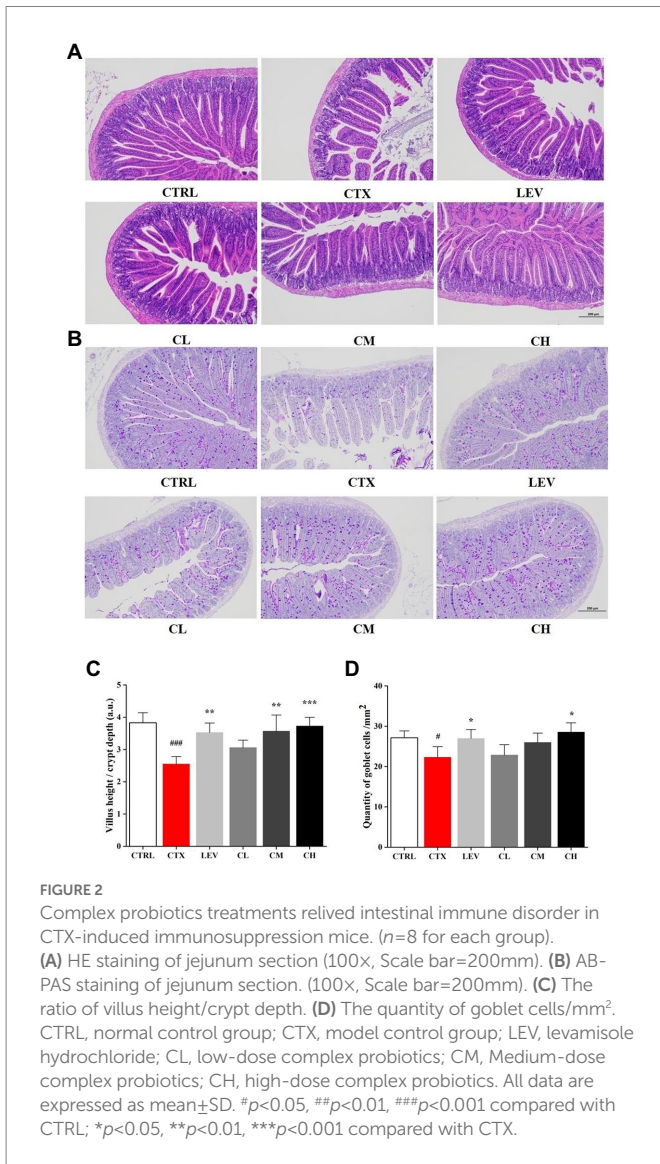 A
CTRL CTX LEV
CL CM CH
B
CTRL CTX LEV
CL CM CH
200 μm
C
Villus height / crypt depth (a.u.)
5
4
3
2
1
0
###
**
**
***
CTRL CTX LEV CL CM CH
D
Quantity of goblet cells /mm²
40
30
20
10
0
#
*
*
CTRL CTX LEV CL CM CH
FIGURE 2
Complex probiotics treatments relived intestinal immune disorder in
CTX-induced immunosuppression mice. (n=8 for each group).
(A) HE staining of jejunum section (100×, Scale bar=200mm). (B) AB-
PAS staining of jejunum section. (100×, Scale bar=200mm). (C) The
ratio of villus height/crypt depth. (D) The quantity of goblet cells/mm².
CTRL, normal control group; CTX, model control group; LEV, levamisole
hydrochloride; CL, low-dose complex probiotics; CM, Medium-dose
complex probiotics; CH, high-dose complex probiotics. All data are
expressed as mean±SD. #p<0.05, ##p<0.01, ###p<0.001 compared with
CTRL; *p<0.05, **p<0.01, ***p<0.001 compared with CTX.